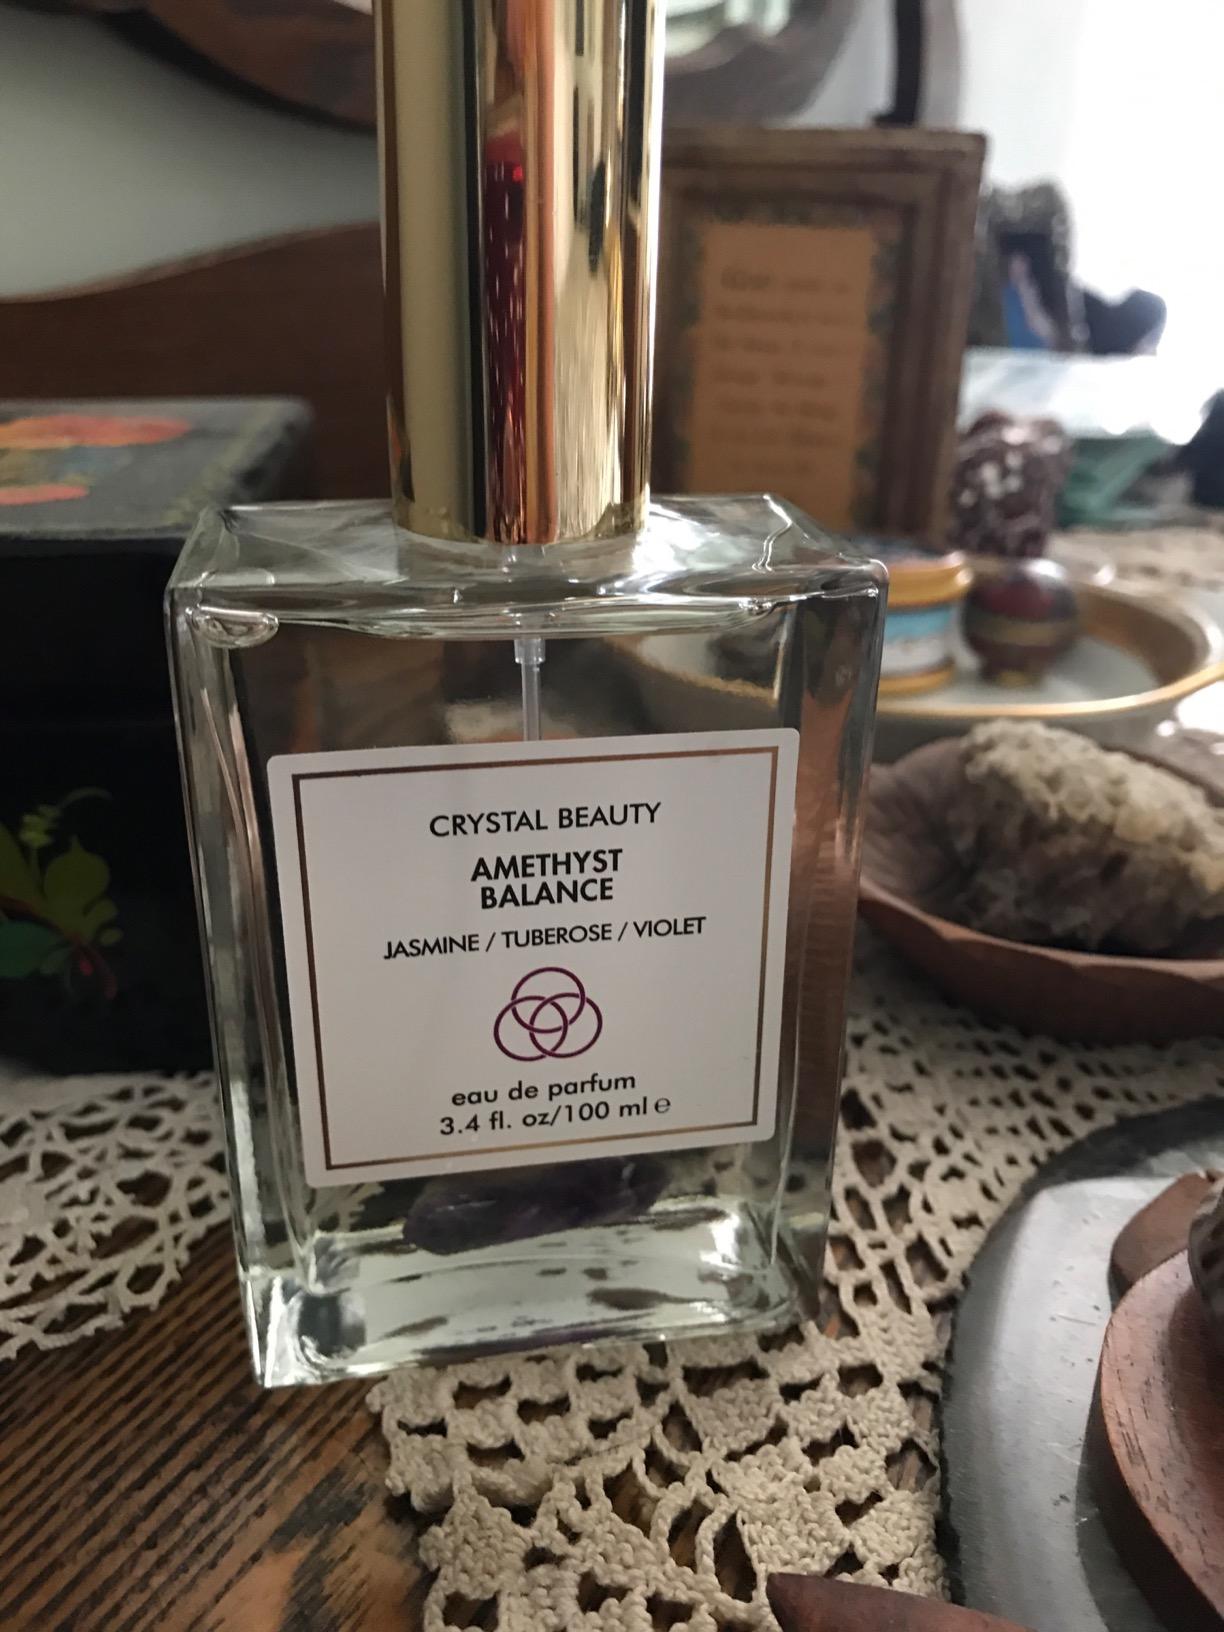 CRYSTAL BEAUTY
AMETHYST
BALANCE
JASMINE / TUBEROSE / VIOLET
eau de parfum
3.4 fl. oz/100 ml ℮